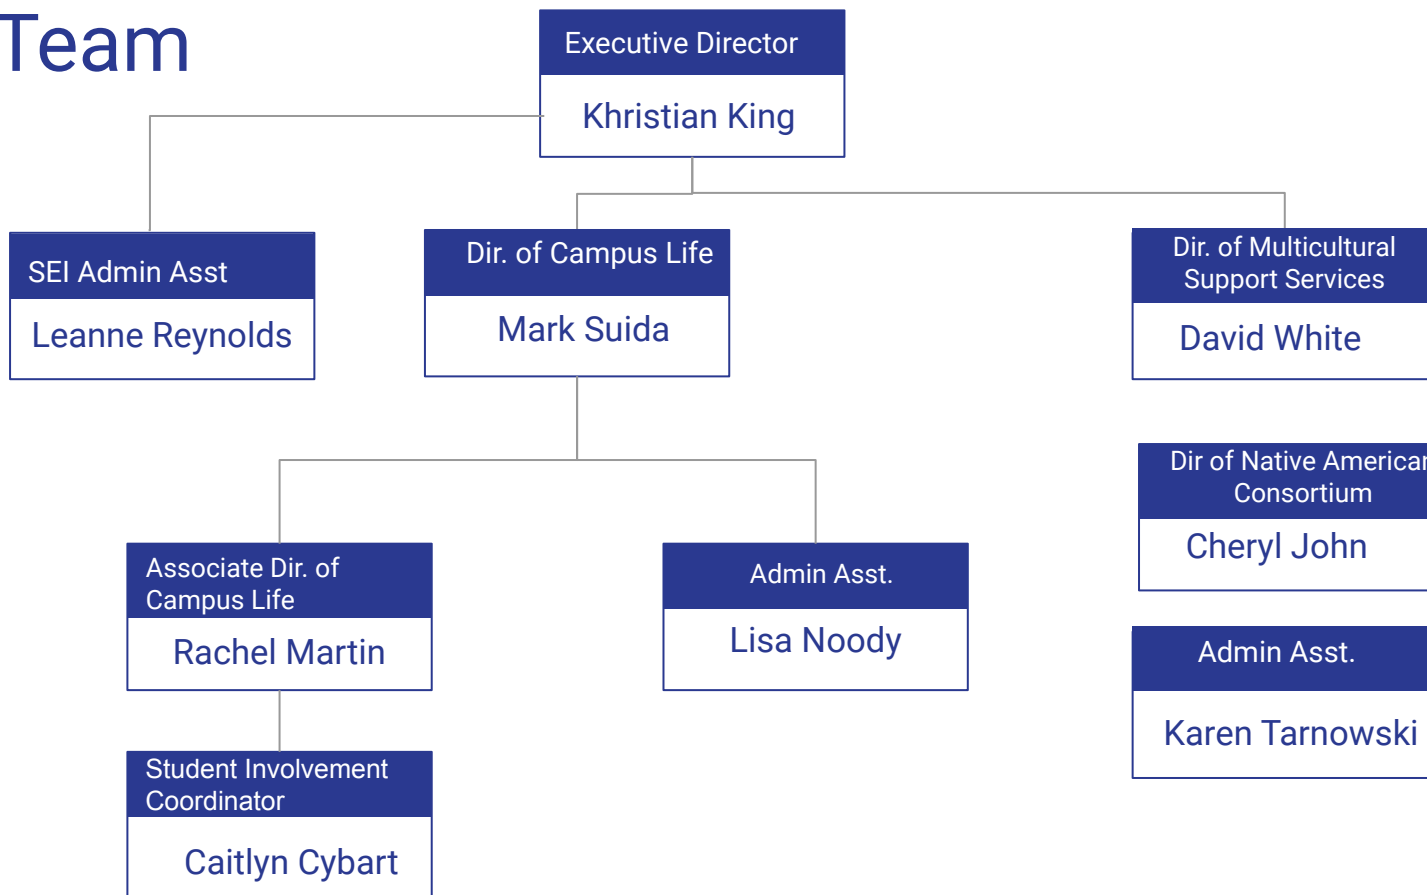 Team
Executive Director
Khristian King
SEI Admin Asst
Leanne Reynolds
Dir. of Campus Life
Mark Suida
Dir. of Multicultural
Support Services
David White
Dir of Native American
Consortium
Cheryl John
Associate Dir. of
Campus Life
Rachel Martin
Admin Asst.
Lisa Noody
Admin Asst.
Karen Tarnowski
Student Involvement
Coordinator
Caitlyn Cybart